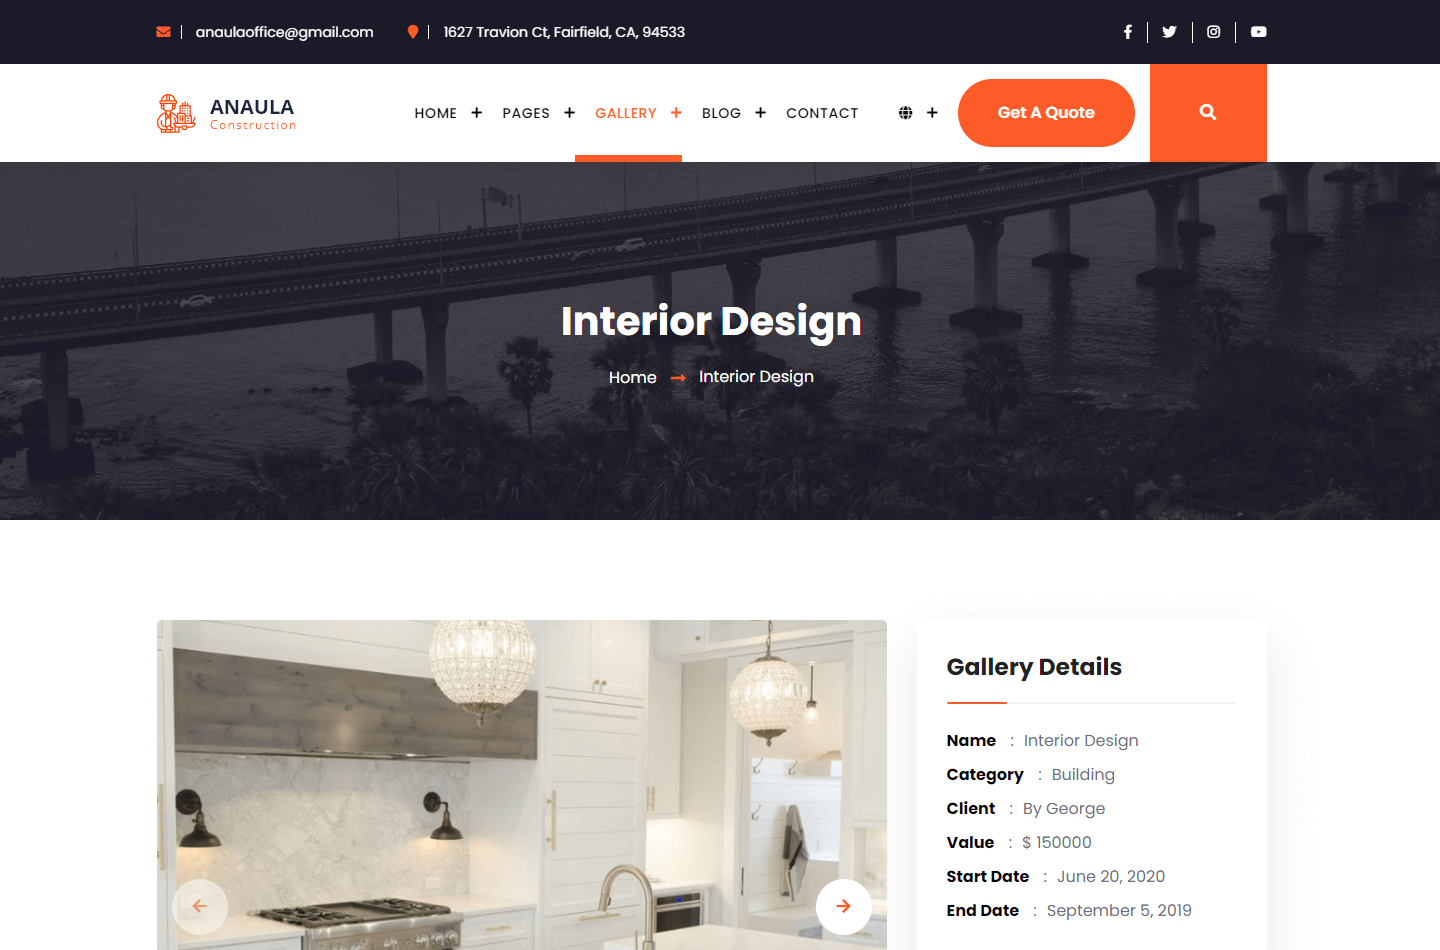 anaulaoffice@gmail.com
1627 Travion Ct, Fairfield, CA, 94533
ANAULA
Construction
HOME + PAGES + GALLERY + BLOG + CONTACT +
Get A Quote
Interior Design
Home → Interior Design
Gallery Details
Name : Interior Design
Category : Building
Client : By George
Value : $ 150000
Start Date : June 20, 2020
End Date : September 5, 2019